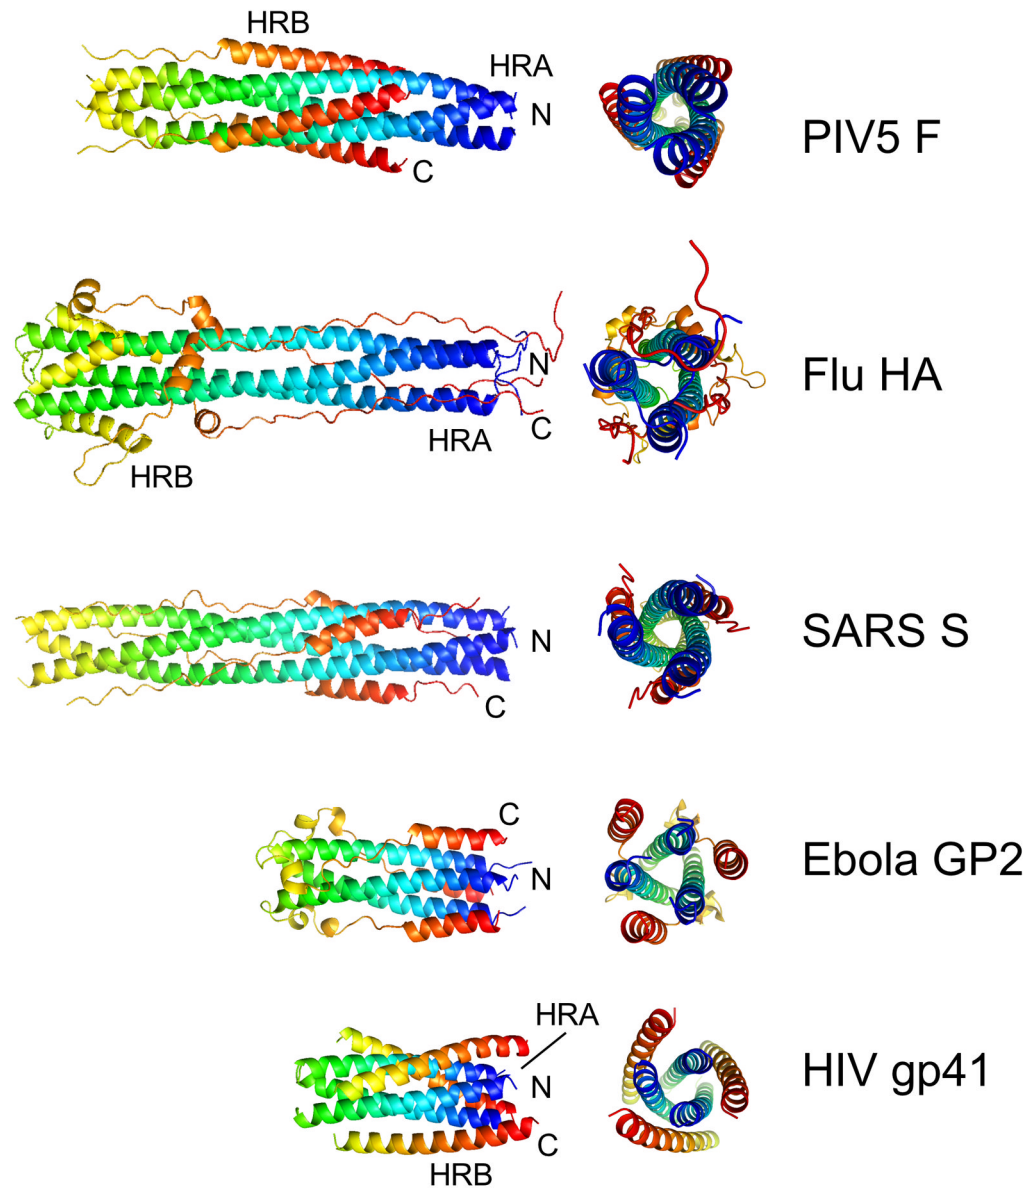 HRB
HRA
N
C
PIV5 F
N
HRA
C
HRB
Flu HA
N
C
SARS S
C
N
Ebola GP2
HRA
N
C
HRB
HIV gp41